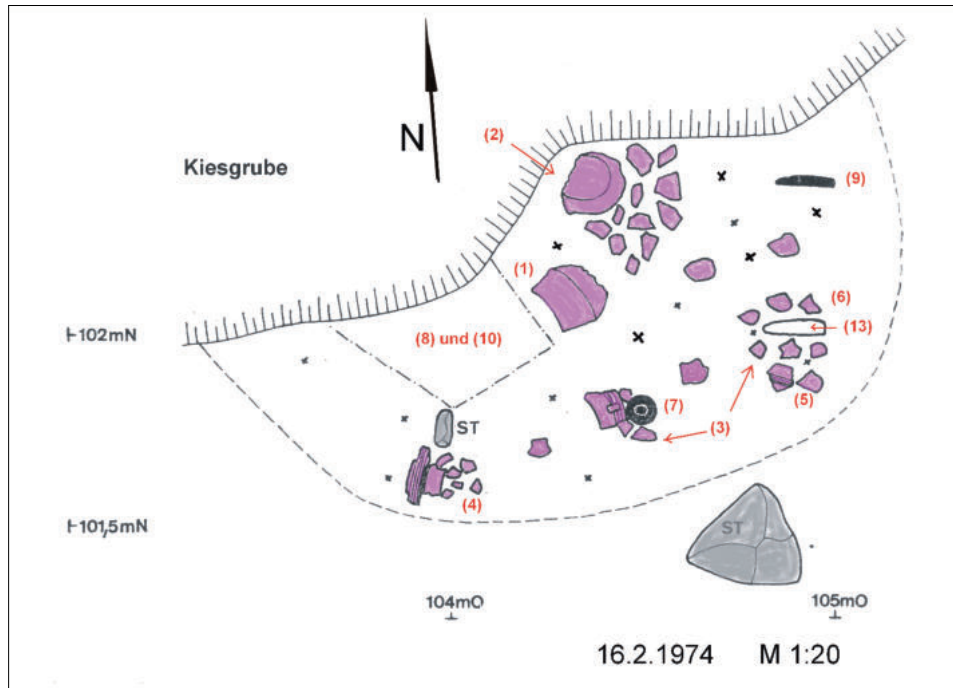 N
Kiesgrube
(2)
(9)
(1)
(6)
102mN
(8) und (10)
(13)
(7)
(3)
(5)
ST
(4)
101,5mN
ST
104mO
105mO
16.2.1974 M 1:20